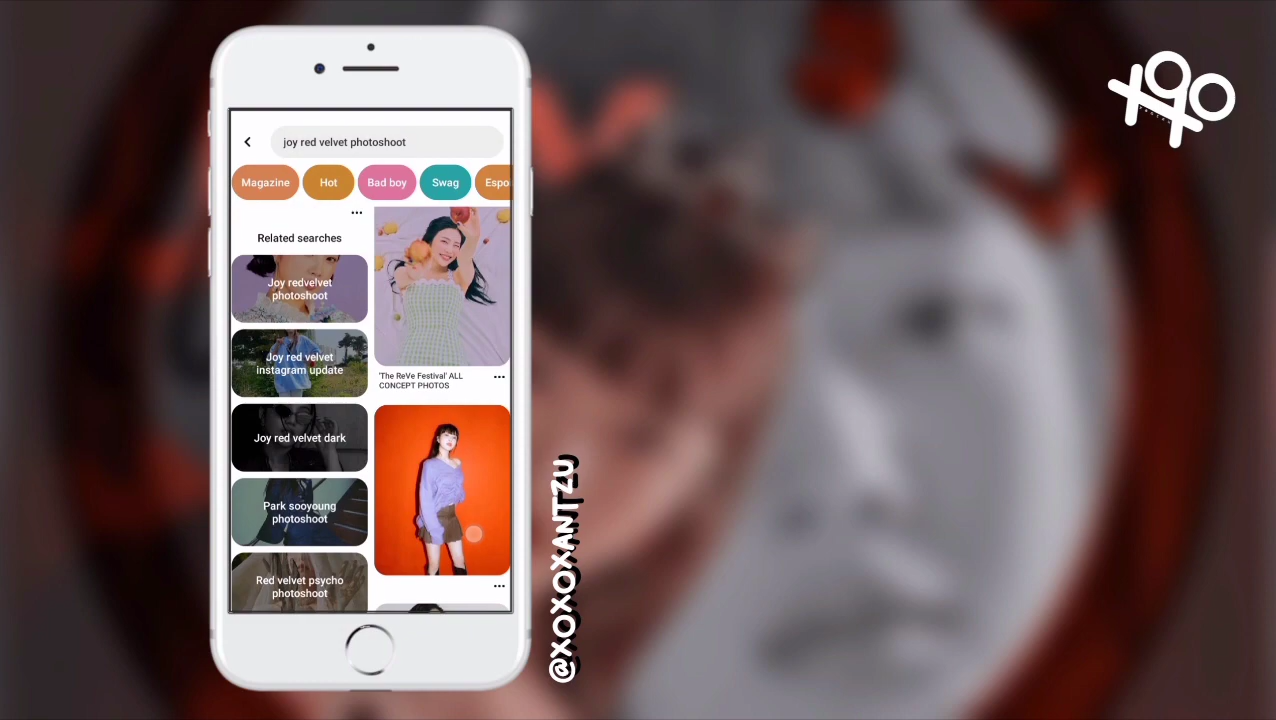 joy red velvet photoshoot
Magazine
Hot
Bad boy
Swag
Espo
Related searches
Joy redvelvet
photoshoot
Joy red velvet
instagram update
Joy red velvet dark
Park sooyoung
photoshoot
Red velvet psycho
photoshoot
'The ReVe Festival' ALL
CONCEPT PHOTOS
@XOXOXOXANTZU